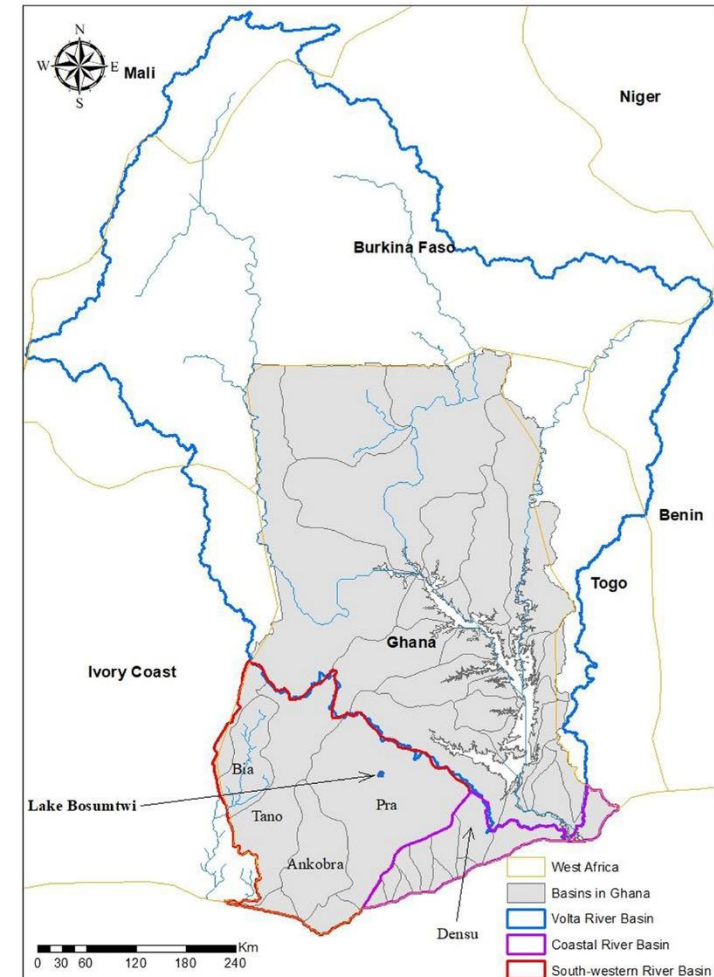 N
W E
S
Mali
Niger
Burkina Faso
Benin
Togo
Ghana
Ivory Coast
Bia
Lake Bosumtwi
Tano
Pra
Ankobra
Densu
West Africa
Basins in Ghana
Volta River Basin
Coastal River Basin
South-western River Basin
0 30 60 120 180 240 Km